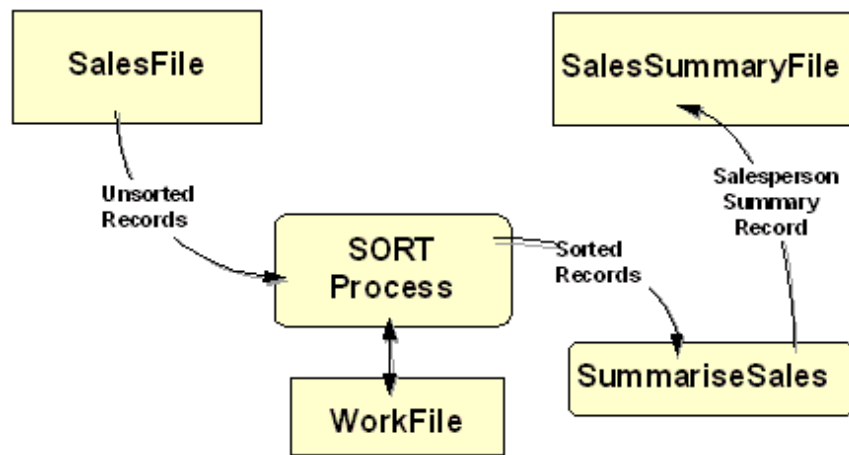 SalesFile
SalesSummaryFile
Unsorted
Records
Salesperson
Summary
Record
SORT
Process
Sorted
Records
WorkFile
SummariseSales